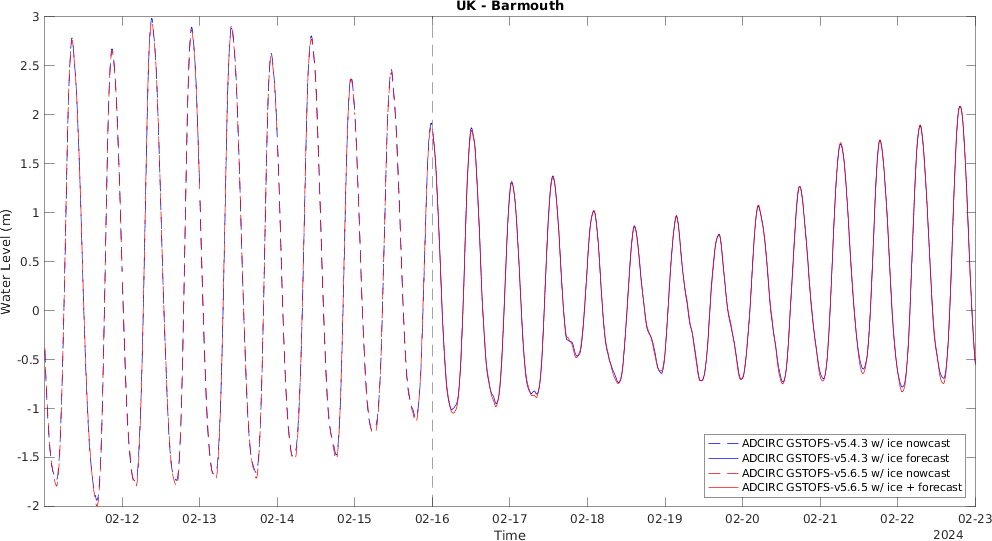 UK - Barmouth
3
2.5
2
1.5
1
0.5
0
-0.5
-1
-1.5
-2
Water Level (m)
02-12 02-13 02-14 02-15 02-16 02-17 02-18 02-19 02-20 02-21 02-22 02-23
Time
2024
ADCIRC GSTOFS-v5.4.3 w/ ice nowcast
ADCIRC GSTOFS-v5.4.3 w/ ice forecast
ADCIRC GSTOFS-v5.6.5 w/ ice nowcast
ADCIRC GSTOFS-v5.6.5 w/ ice + forecast